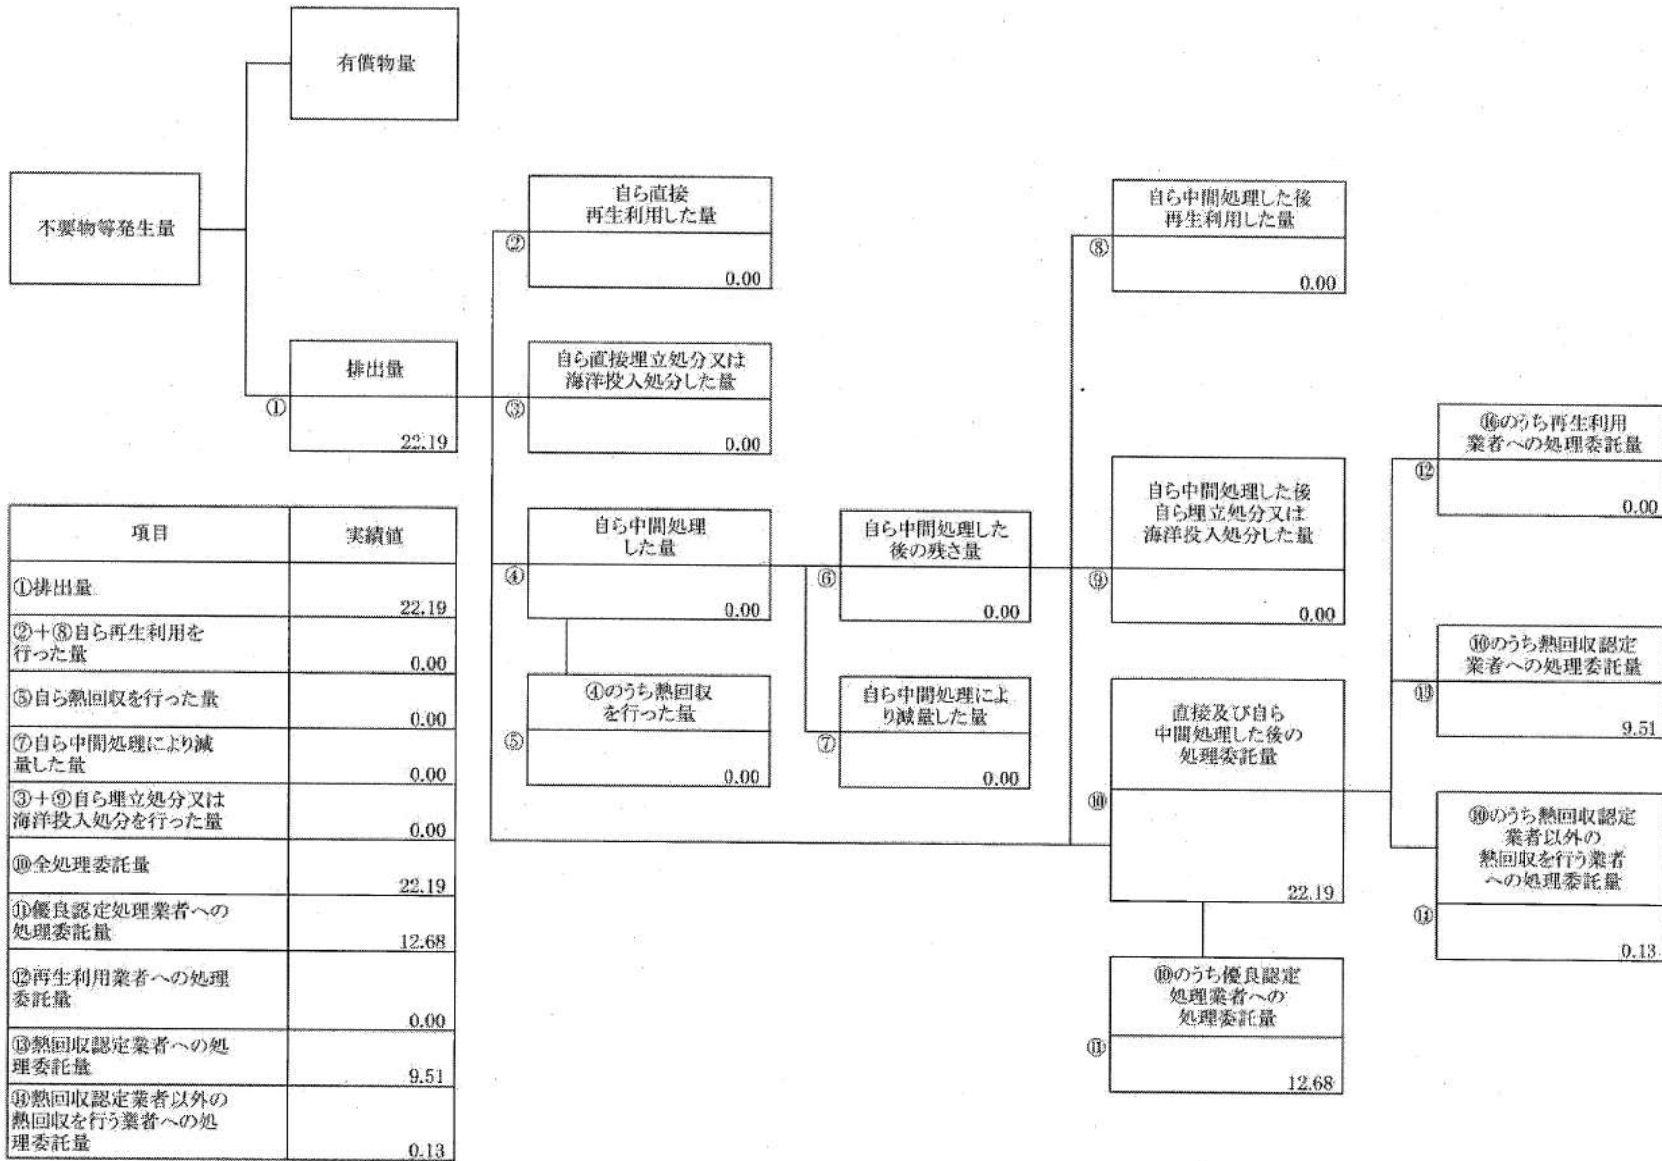 有償物量
不要物等発生量
排出量
①
22.19
自ら直接
再生利用した量
②
0.00
自ら直接埋立処分又は
海洋投入処分した量
③
0.00
自ら中間処理
した量
④
0.00
④のうち熱回収
を行った量
⑤
0.00
自ら中間処理した
後の残さ量
⑥
0.00
自ら中間処理によ
り減量した量
⑦
0.00
自ら中間処理した後
再生利用した量
⑧
0.00
自ら中間処理した後
自ら埋立処分又は
海洋投入処分した量
⑨
0.00
直接及び自ら
中間処理した後の
処理委託量
⑩
22.19
⑩のうち優良認定
処理業者への
処理委託量
⑪
12.68
⑩のうち再生利用
業者への処理委託量
⑫
0.00
⑩のうち熱回収認定
業者への処理委託量
⑬
9.51
⑩のうち熱回収認定
業者以外の
熱回収を行う業者
への処理委託量
⑭
0.13
項目 実績値
①排出量
22.19
②+⑧自ら再生利用を
行った量
0.00
⑤自ら熱回収を行った量
0.00
⑦自ら中間処理により減
量した量
0.00
③+⑨自ら埋立処分又は
海洋投入処分を行った量
0.00
⑩全処理委託量
22.19
⑪優良認定処理業者への
処理委託量
12.68
⑫再生利用業者への処理
委託量
0.00
⑬熱回収認定業者への処
理委託量
9.51
⑭熱回収認定業者以外の
熱回収を行う業者への処
理委託量
0.13